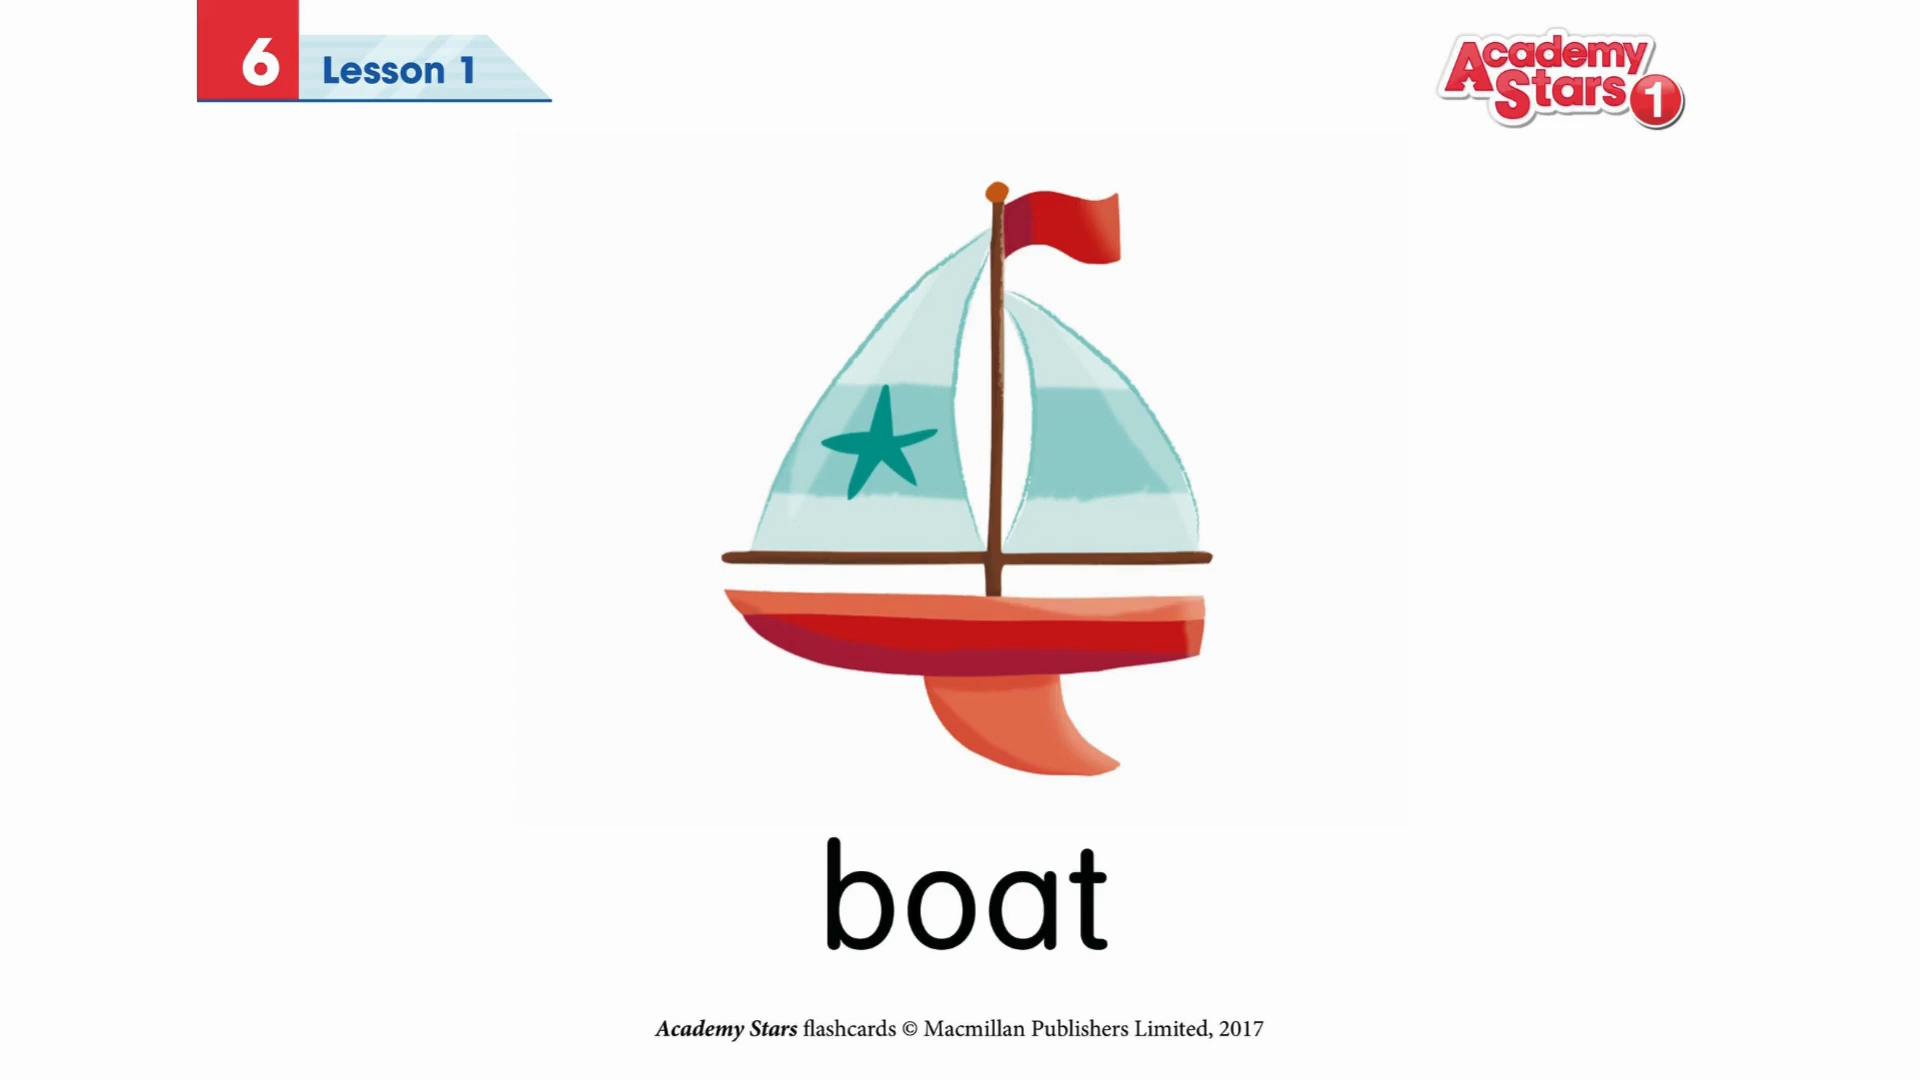 6 Lesson 1
Academy
Stars 1
boat
Academy Stars flashcards © Macmillan Publishers Limited, 2017